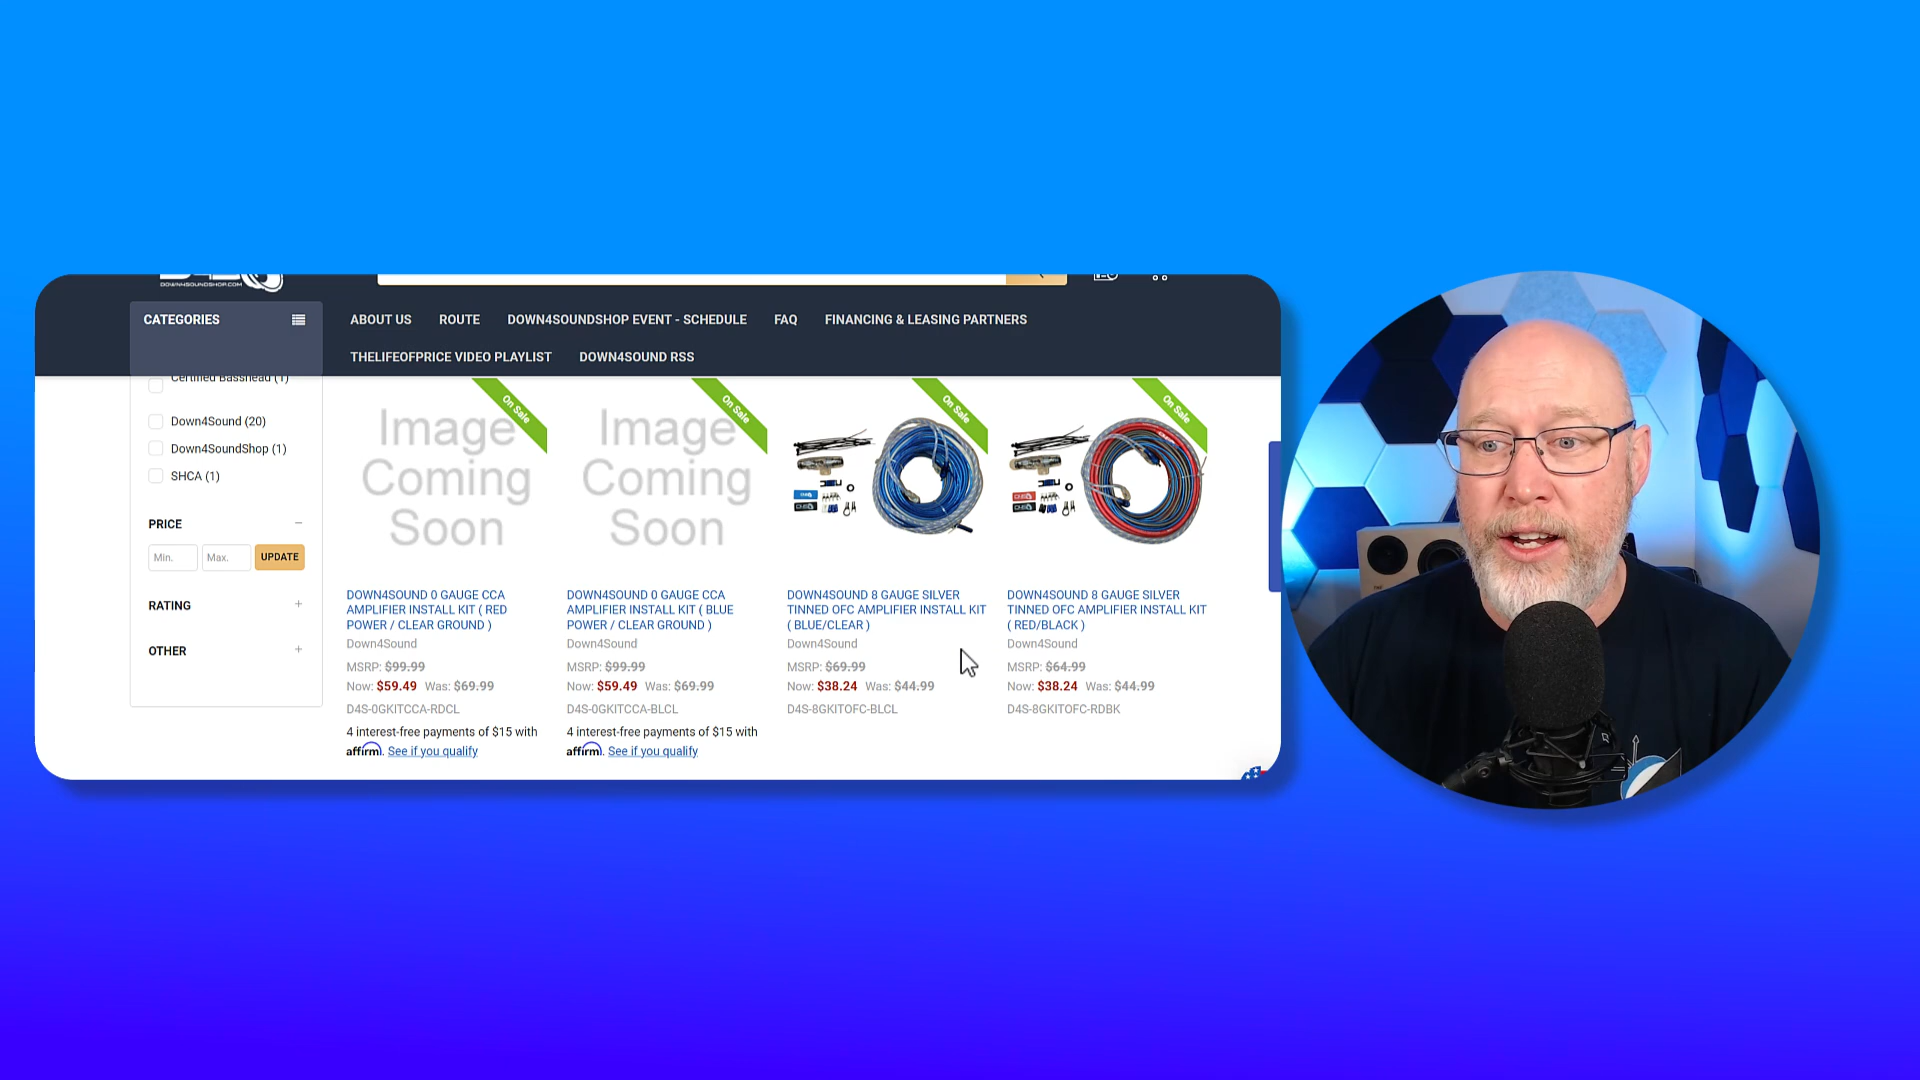 DOWN4SOUNDSHOP.COM
CATEGORIES
ABOUT US
ROUTE
DOWN4SOUNDSHOP EVENT - SCHEDULE
FAQ
FINANCING & LEASING PARTNERS
THELIFEOFPRICE VIDEO PLAYLIST
DOWN4SOUND RSS
Certified Basshead (1)
Down4Sound (20)
Down4SoundShop (1)
SHCA (1)
PRICE
Min.
Max.
UPDATE
RATING
OTHER
On Sale
Image
Coming
Soon
DOWN4SOUND 0 GAUGE CCA
AMPLIFIER INSTALL KIT ( RED
POWER / CLEAR GROUND )
Down4Sound
MSRP: $99.99
Now: $59.49 Was: $69.99
D4S-0GKITCCA-RDCL
4 interest-free payments of $15 with
affirm. See if you qualify
On Sale
Image
Coming
Soon
DOWN4SOUND 0 GAUGE CCA
AMPLIFIER INSTALL KIT ( BLUE
POWER / CLEAR GROUND )
Down4Sound
MSRP: $99.99
Now: $59.49 Was: $69.99
D4S-0GKITCCA-BLCL
4 interest-free payments of $15 with
affirm. See if you qualify
On Sale
DOWN4SOUND 8 GAUGE SILVER
TINNED OFC AMPLIFIER INSTALL KIT
( BLUE/CLEAR )
Down4Sound
MSRP: $69.99
Now: $38.24 Was: $44.99
D4S-8GKITOFC-BLCL
On Sale
DOWN4SOUND 8 GAUGE SILVER
TINNED OFC AMPLIFIER INSTALL KIT
( RED/BLACK )
Down4Sound
MSRP: $64.99
Now: $38.24 Was: $44.99
D4S-8GKITOFC-RDBK